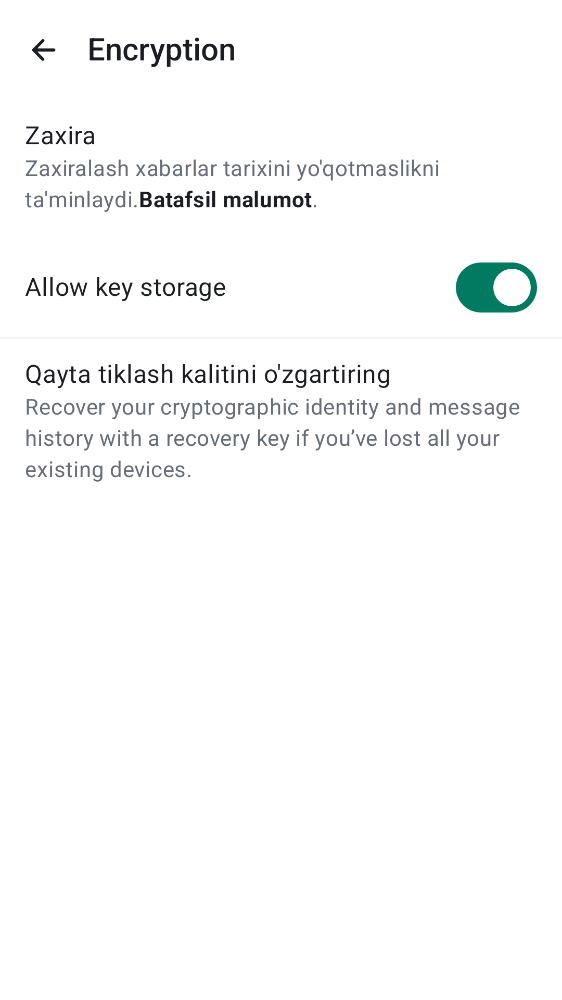 Encryption
Zaxira
Zaxiralash xabarlar tarixini yo'qotmaslikni
ta'minlaydi.Batafsil malumot.
Allow key storage
Qayta tiklash kalitini o'zgartiring
Recover your cryptographic identity and message
history with a recovery key if you’ve lost all your
existing devices.